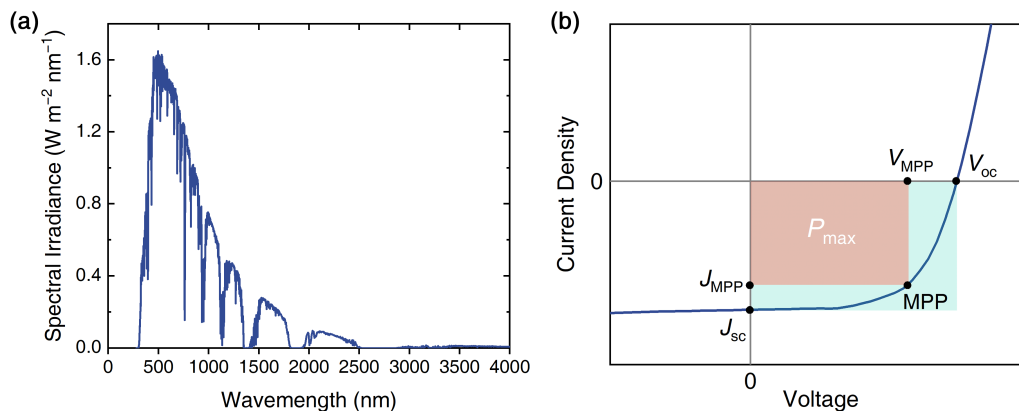 (a)
Spectral Irradiance (W m⁻² nm⁻¹)
1.6
1.2
0.8
0.4
0.0
0 500 1000 1500 2000 2500 3000 3500 4000
Wavemength (nm)
(b)
Current Density
0
V_MPP
V_oc
P_max
J_MPP
MPP
J_sc
0
Voltage